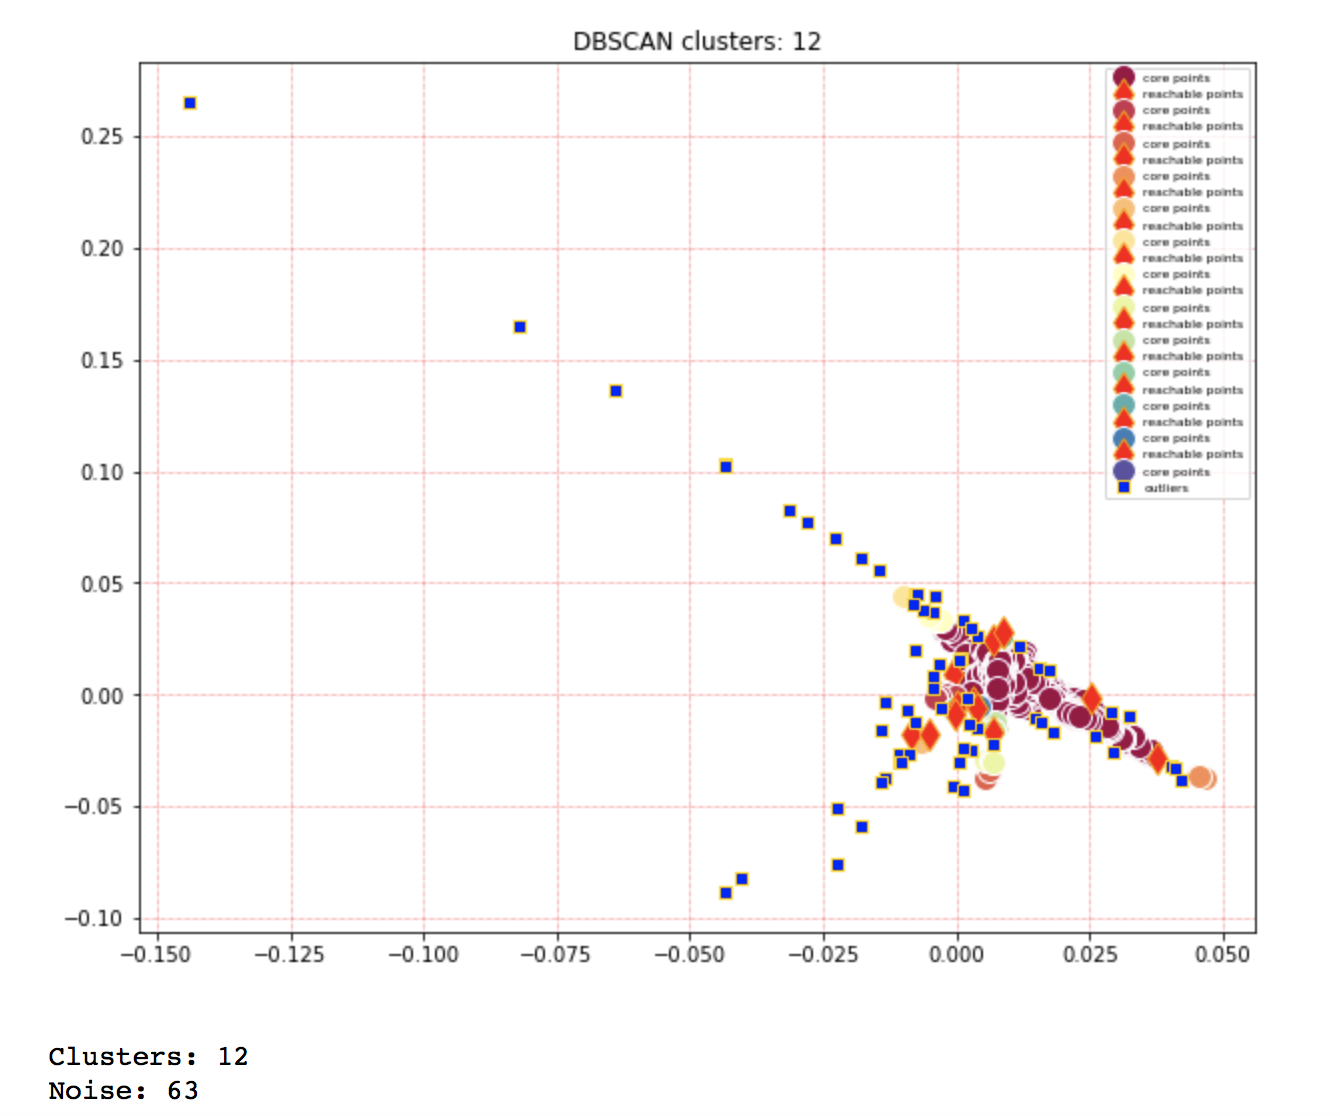 DBSCAN clusters: 12
core points
reachable points
core points
reachable points
core points
reachable points
core points
reachable points
core points
reachable points
core points
reachable points
core points
reachable points
core points
reachable points
core points
reachable points
core points
reachable points
core points
reachable points
core points
reachable points
core points
outliers
0.25
0.20
0.15
0.10
0.05
0.00
−0.05
−0.10
−0.150 −0.125 −0.100 −0.075 −0.050 −0.025 0.000 0.025 0.050
Clusters: 12
Noise: 63